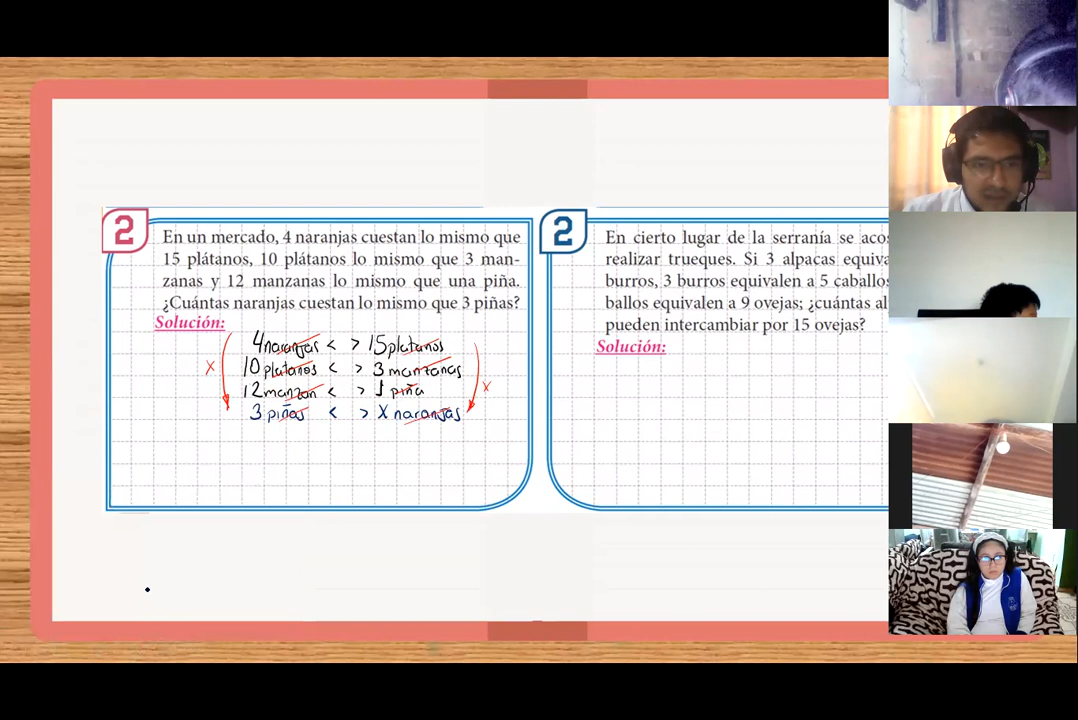 2
En un mercado, 4 naranjas cuestan lo mismo que
15 plátanos, 10 plátanos lo mismo que 3 man-
zanas y 12 manzanas lo mismo que una piña.
¿Cuántas naranjas cuestan lo mismo que 3 piñas?
Solución:
4 naranjas < > 15 platanos
10 platanos < > 3 manzanas
12 manzan < > 1 piña
3 piñas < > X naranjas
x
x
2
En cierto lugar de la serranía se aco
realizar trueques. Si 3 alpacas equiva
burros, 3 burros equivalen a 5 caballos
ballos equivalen a 9 ovejas; ¿cuántas al
pueden intercambiar por 15 ovejas?
Solución: